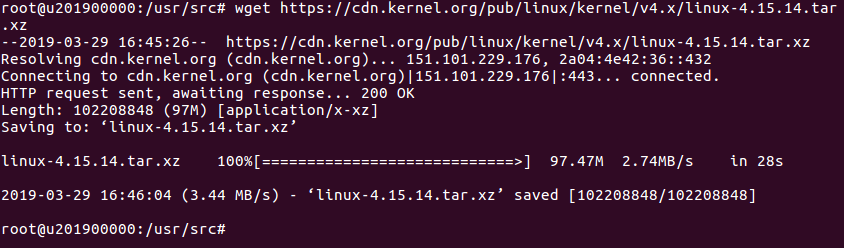 root@u201900000:/usr/src# wget https://cdn.kernel.org/pub/linux/kernel/v4.x/linux-4.15.14.tar
.xz
--2019-03-29 16:45:26--  https://cdn.kernel.org/pub/linux/kernel/v4.x/linux-4.15.14.tar.xz
Resolving cdn.kernel.org (cdn.kernel.org)... 151.101.229.176, 2a04:4e42:36::432
Connecting to cdn.kernel.org (cdn.kernel.org)|151.101.229.176|:443... connected.
HTTP request sent, awaiting response... 200 OK
Length: 102208848 (97M) [application/x-xz]
Saving to: ‘linux-4.15.14.tar.xz’
linux-4.15.14.tar.xz    100%[============================>]  97.47M  2.74MB/s    in 28s
2019-03-29 16:46:04 (3.44 MB/s) - ‘linux-4.15.14.tar.xz’ saved [102208848/102208848]
root@u201900000:/usr/src#